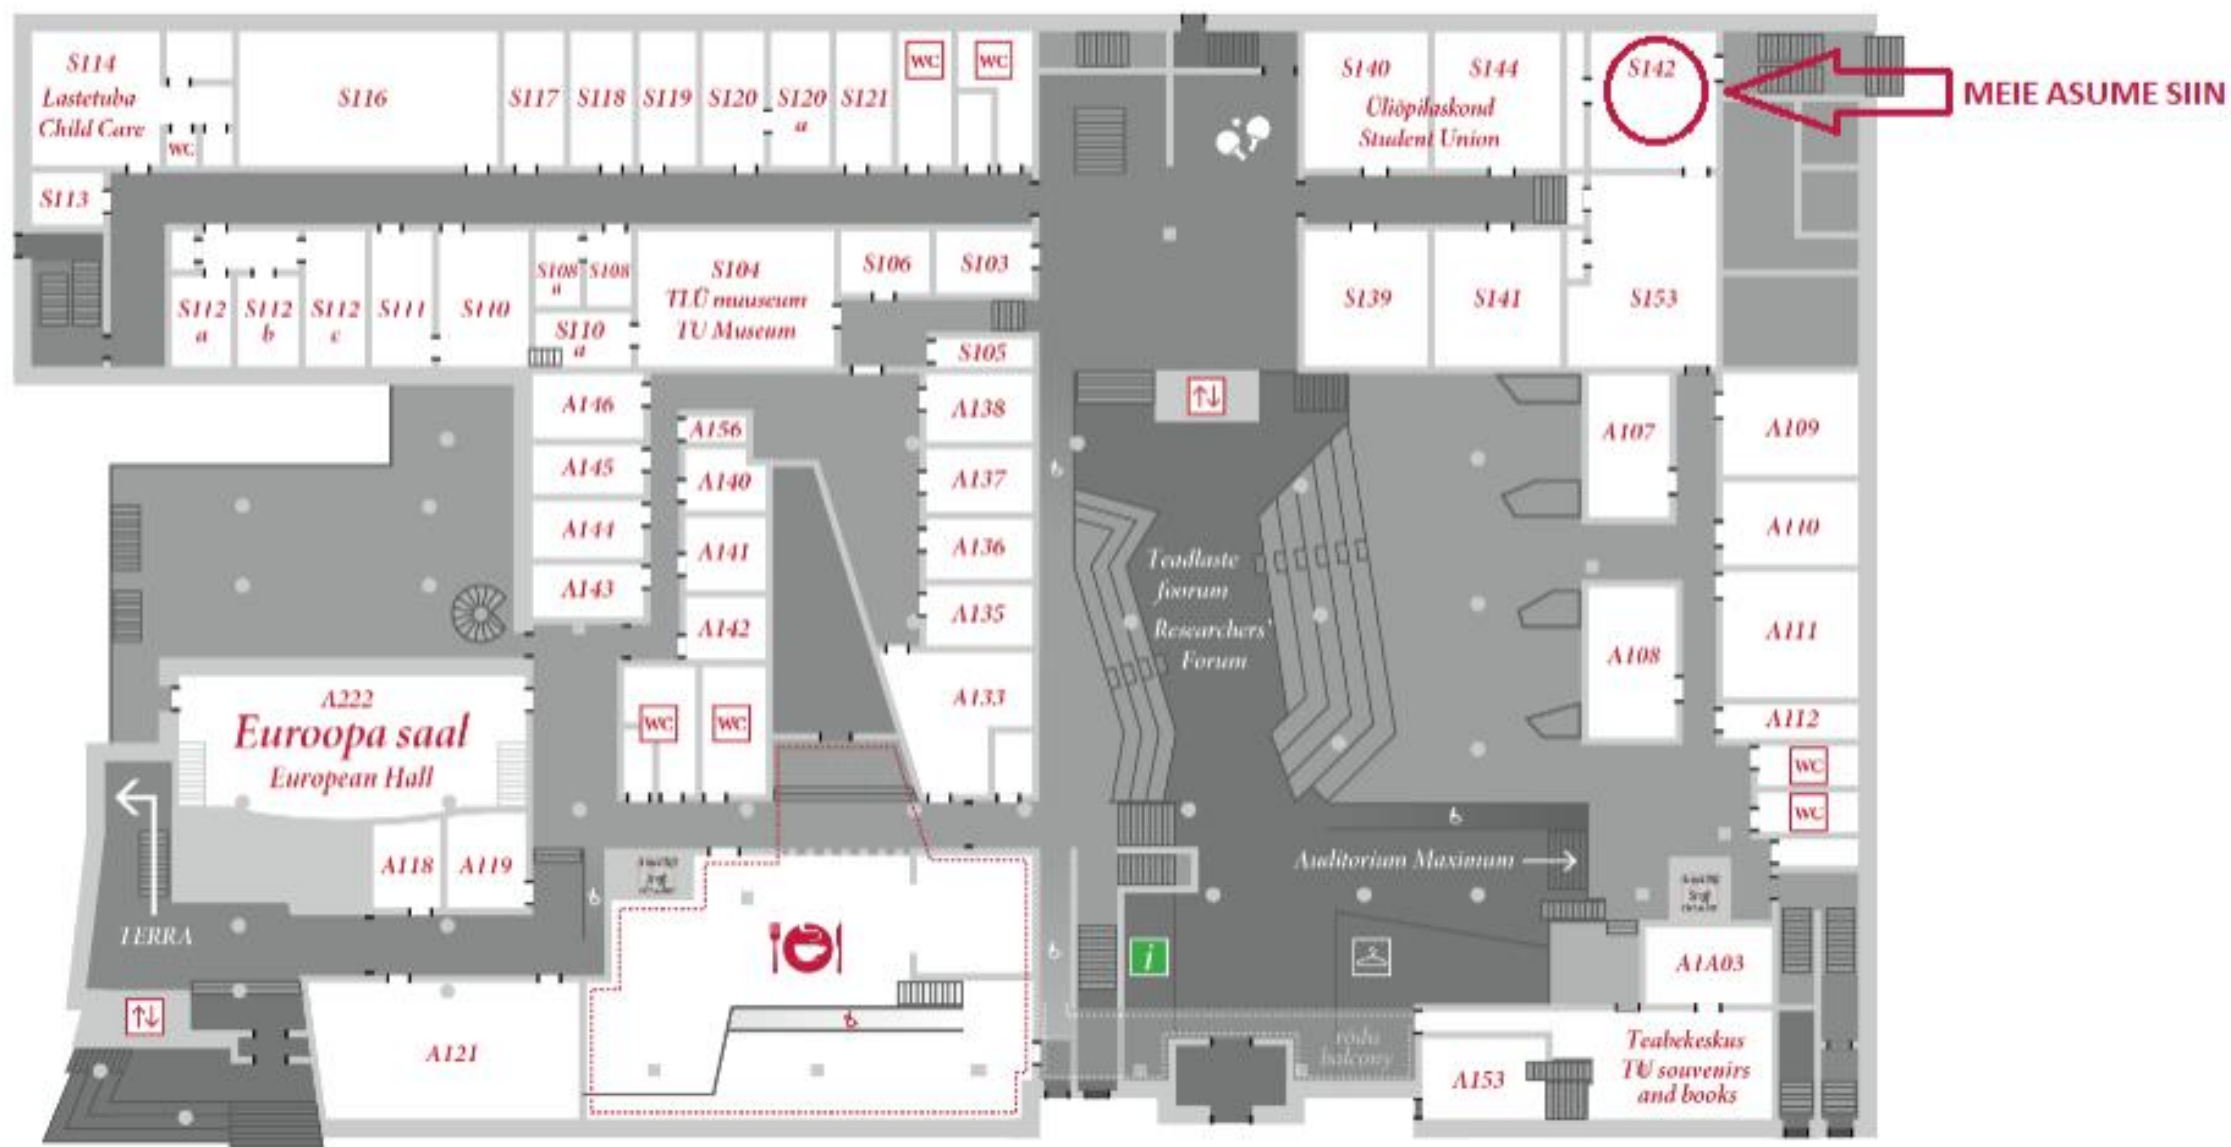 S114
Lastetuba
Child Care
WC
S116
S117
S118
S119
S120
S120
a
S121
WC
WC
S140
S144
Üliõpilaskond
Student Union
S142
MEIE ASUME SIIN
S113
S112
a
S112
b
S112
c
S111
S110
S108
a
S108
S110
a
S104
TLÜ muuseum
TU Museum
S106
S103
S105
S139
S141
S153
A146
A145
A144
A143
A156
A140
A141
A142
WC
WC
A138
A137
A136
A135
A133
Teadlaste
foorum
Researchers'
Forum
A107
A108
A109
A110
A111
A112
WC
WC
A222
Euroopa saal
European Hall
A118
A119
TERRA
A121
Auditorium Maximum
i
rõdu
balcony
A1A03
A153
Teabekeskus
TU souvenirs
and books